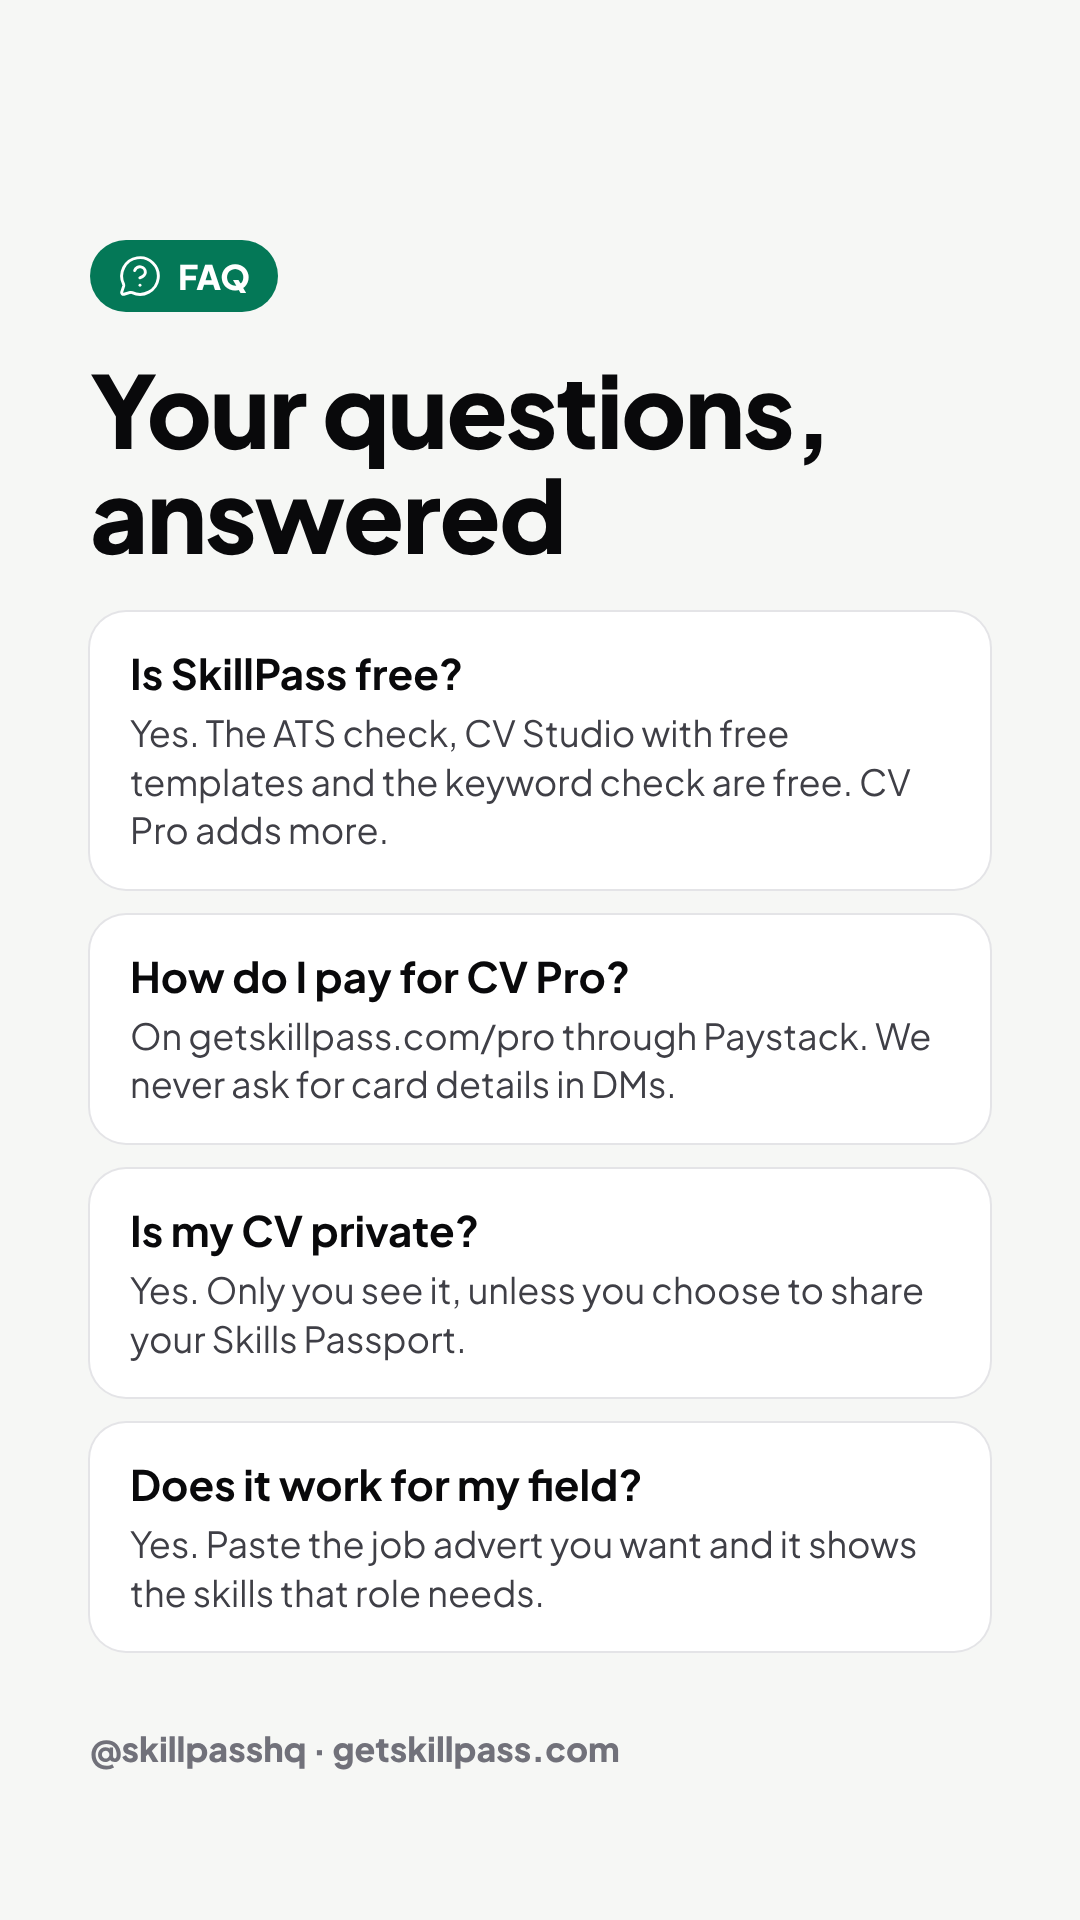 FAQ
Your questions,
answered
Is SkillPass free?
Yes. The ATS check, CV Studio with free
templates and the keyword check are free. CV
Pro adds more.
How do I pay for CV Pro?
On getskillpass.com/pro through Paystack. We
never ask for card details in DMs.
Is my CV private?
Yes. Only you see it, unless you choose to share
your Skills Passport.
Does it work for my field?
Yes. Paste the job advert you want and it shows
the skills that role needs.
@skillpasshq · getskillpass.com